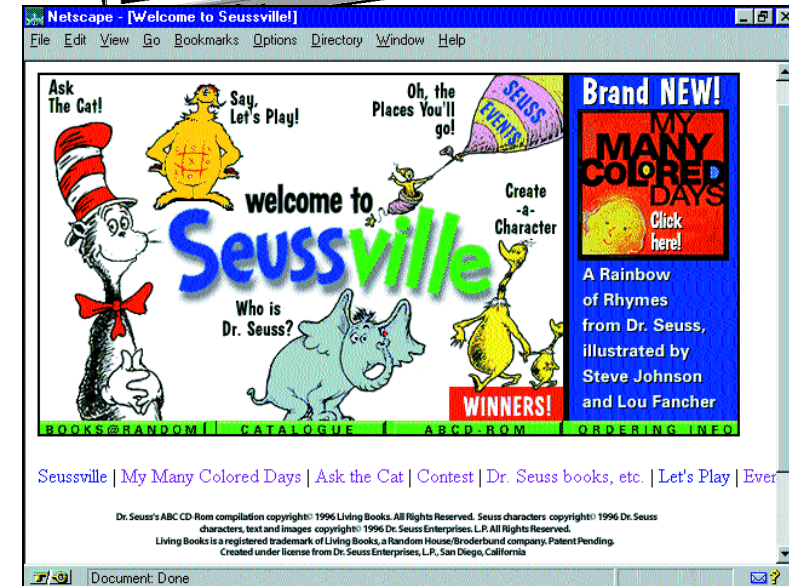 Netscape - [Welcome to Seussville!]
File Edit View Go Bookmarks Options Directory Window Help
Ask
The Cat!
Say,
Let's Play!
Oh, the
Places You'll
go!
SEUSS
EVENTS
Create
-a-
Character
welcome to
Seussville
Who is
Dr. Seuss?
WINNERS!
Brand NEW!
MY
MANY
COLORED
DAYS
Click
here!
A Rainbow
of Rhymes
from Dr. Seuss,
illustrated by
Steve Johnson
and Lou Fancher
BOOKS@RANDOM | CATALOGUE | ABCD-ROM | ORDERING INFO
Seussville | My Many Colored Days | Ask the Cat | Contest | Dr. Seuss books, etc. | Let's Play | Ever
Dr. Seuss's ABC CD-Rom compilation copyright© 1996 Living Books. All Rights Reserved. Seuss characters copyright© 1996 Dr. Seuss
characters, text and images copyright© 1996 Dr. Seuss Enterprises. L.P. All Rights Reserved.
Living Books is a registered trademark of Living Books, a Random House/Broderbund company. Patent Pending.
Created under license from Dr. Seuss Enterprises, L.P., San Diego, California
Document: Done